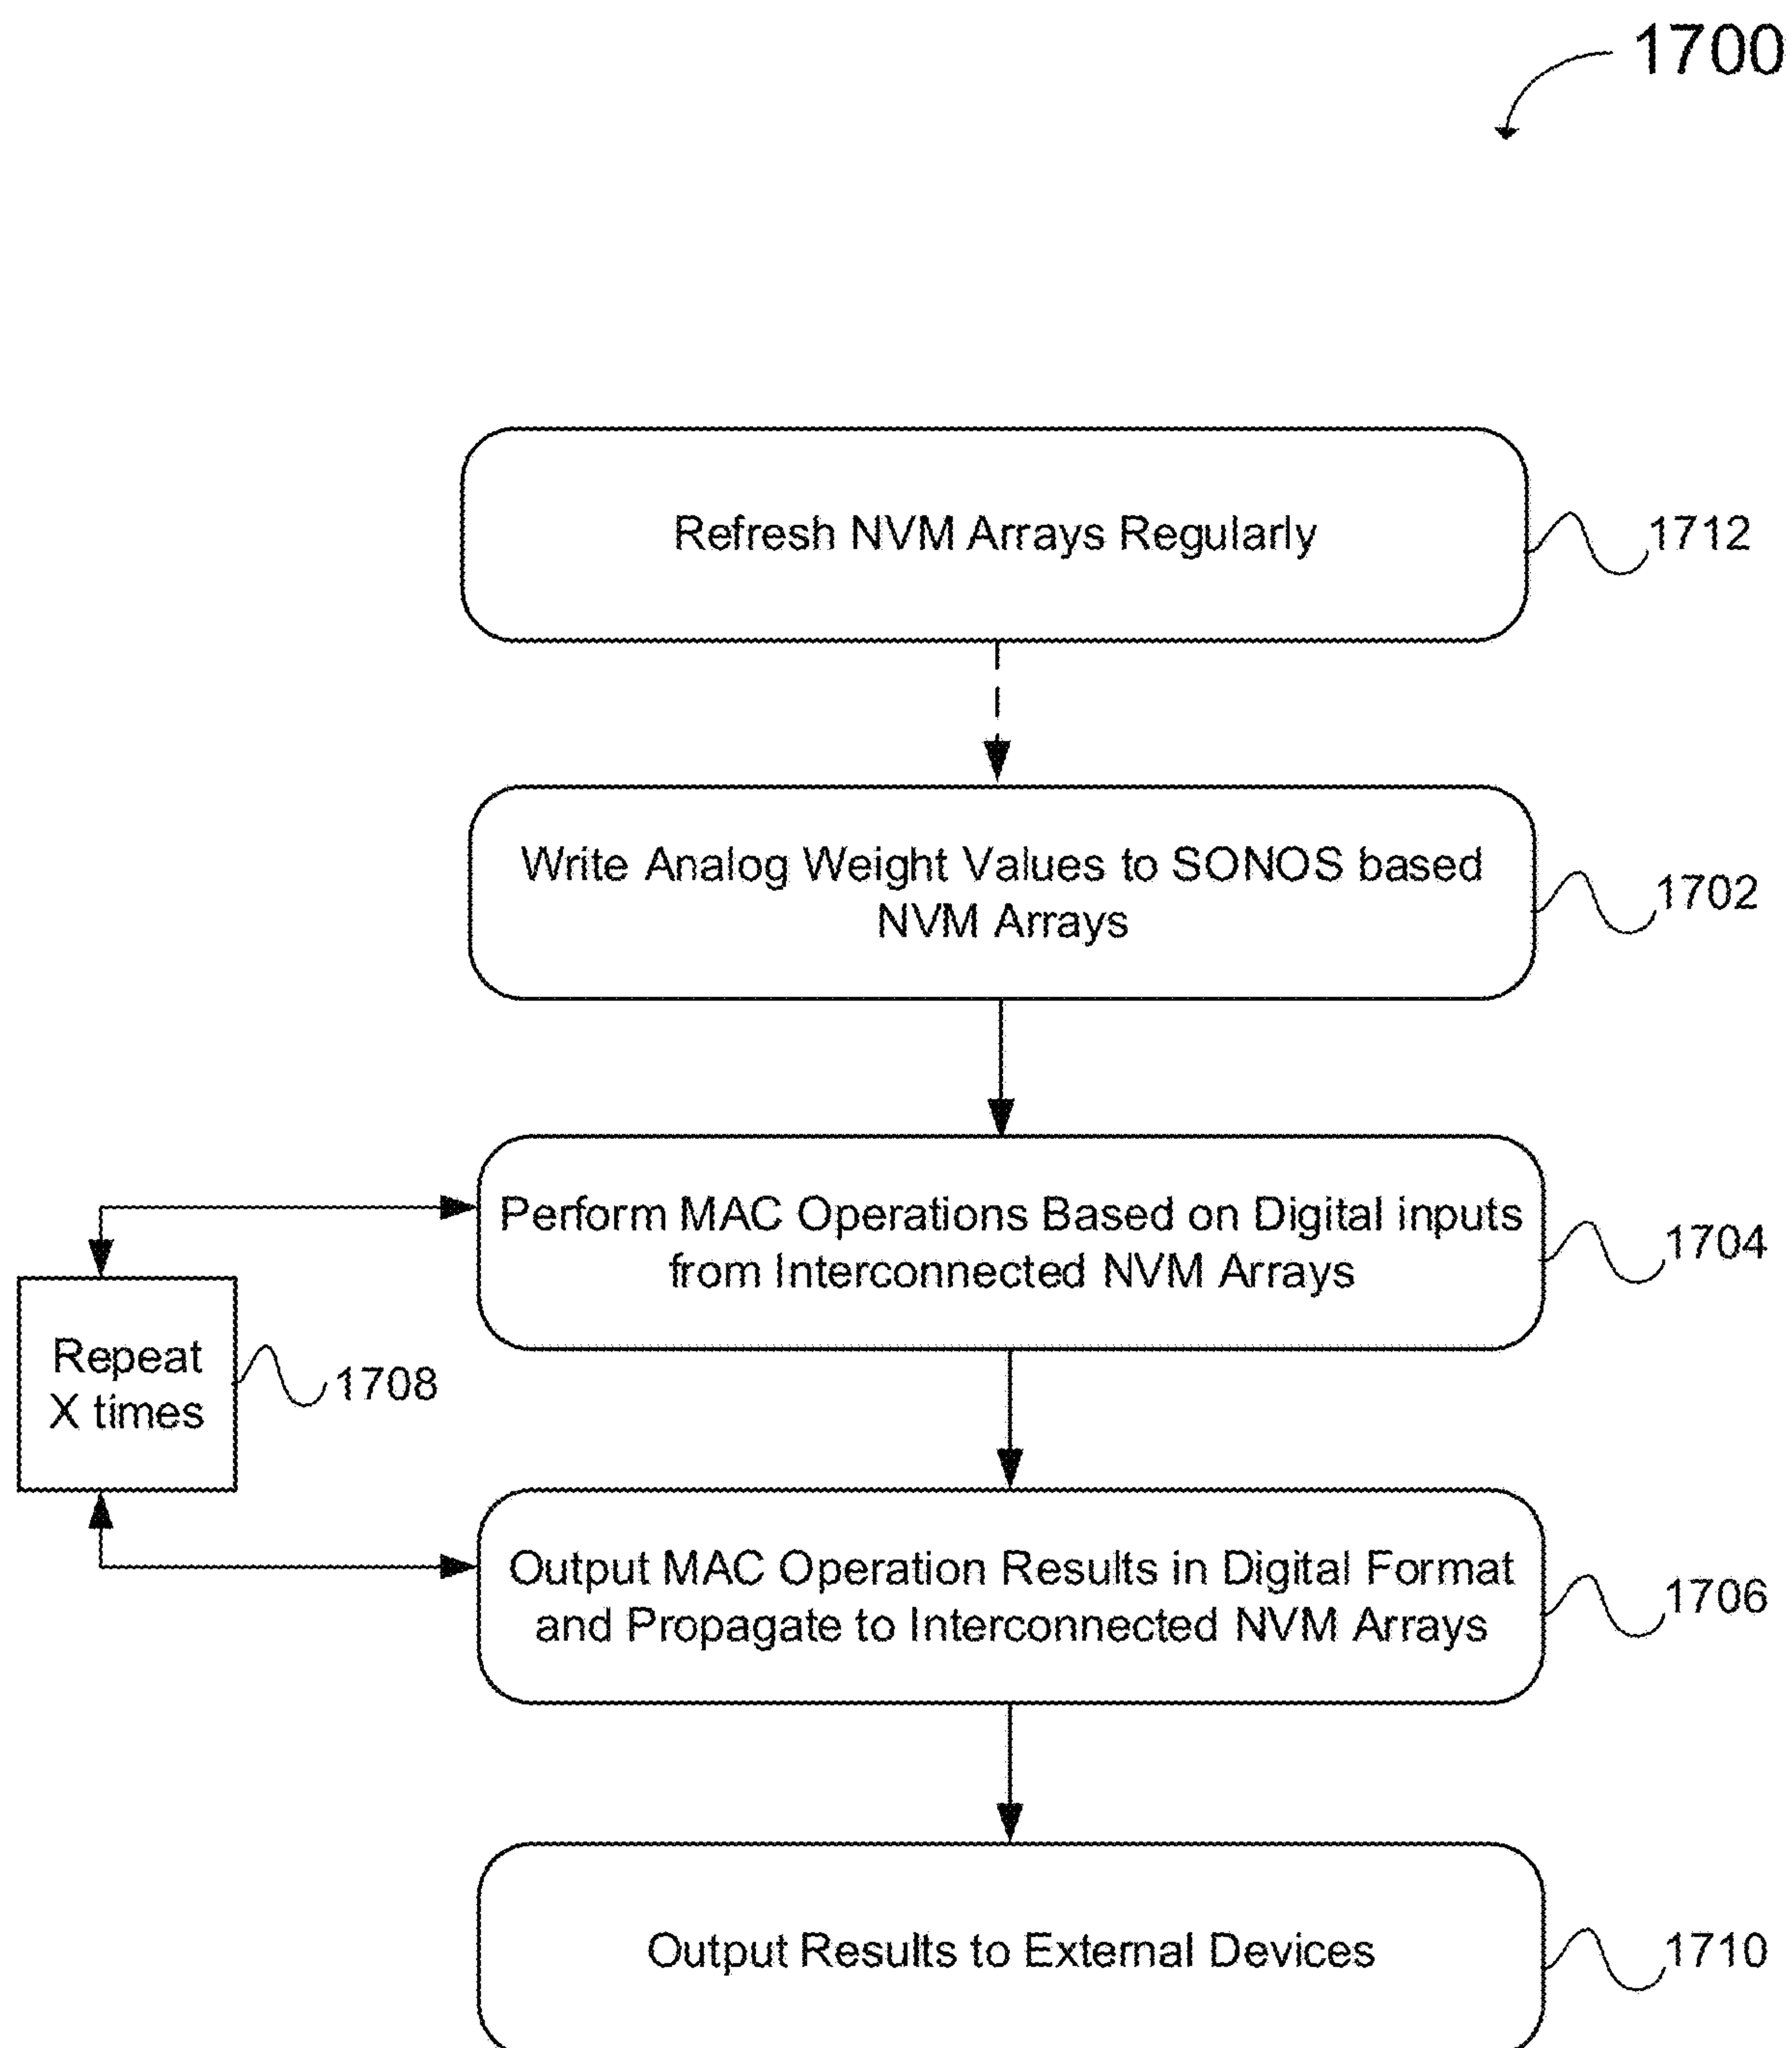 1700
Refresh NVM Arrays Regularly
1712
Write Analog Weight Values to SONOS based
NVM Arrays
1702
Perform MAC Operations Based on Digital inputs
from Interconnected NVM Arrays
1704
Repeat
X times
1708
Output MAC Operation Results in Digital Format
and Propagate to Interconnected NVM Arrays
1706
Output Results to External Devices
1710